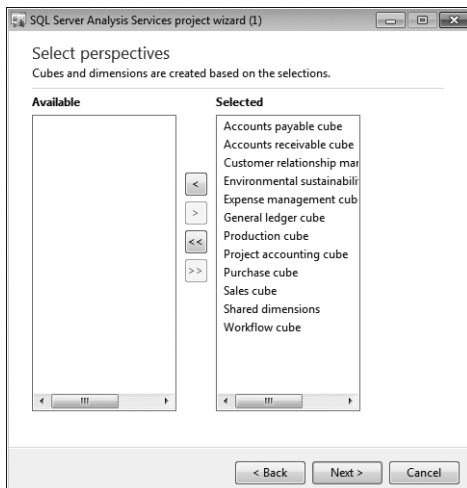 SQL Server Analysis Services project wizard (1)
Select perspectives
Cubes and dimensions are created based on the selections.
Available
Selected
Accounts payable cube
Accounts receivable cube
Customer relationship mar
Environmental sustainabili
Expense management cub
General ledger cube
Production cube
Project accounting cube
Purchase cube
Sales cube
Shared dimensions
Workflow cube
<
>
<<
>>
< Back
Next >
Cancel